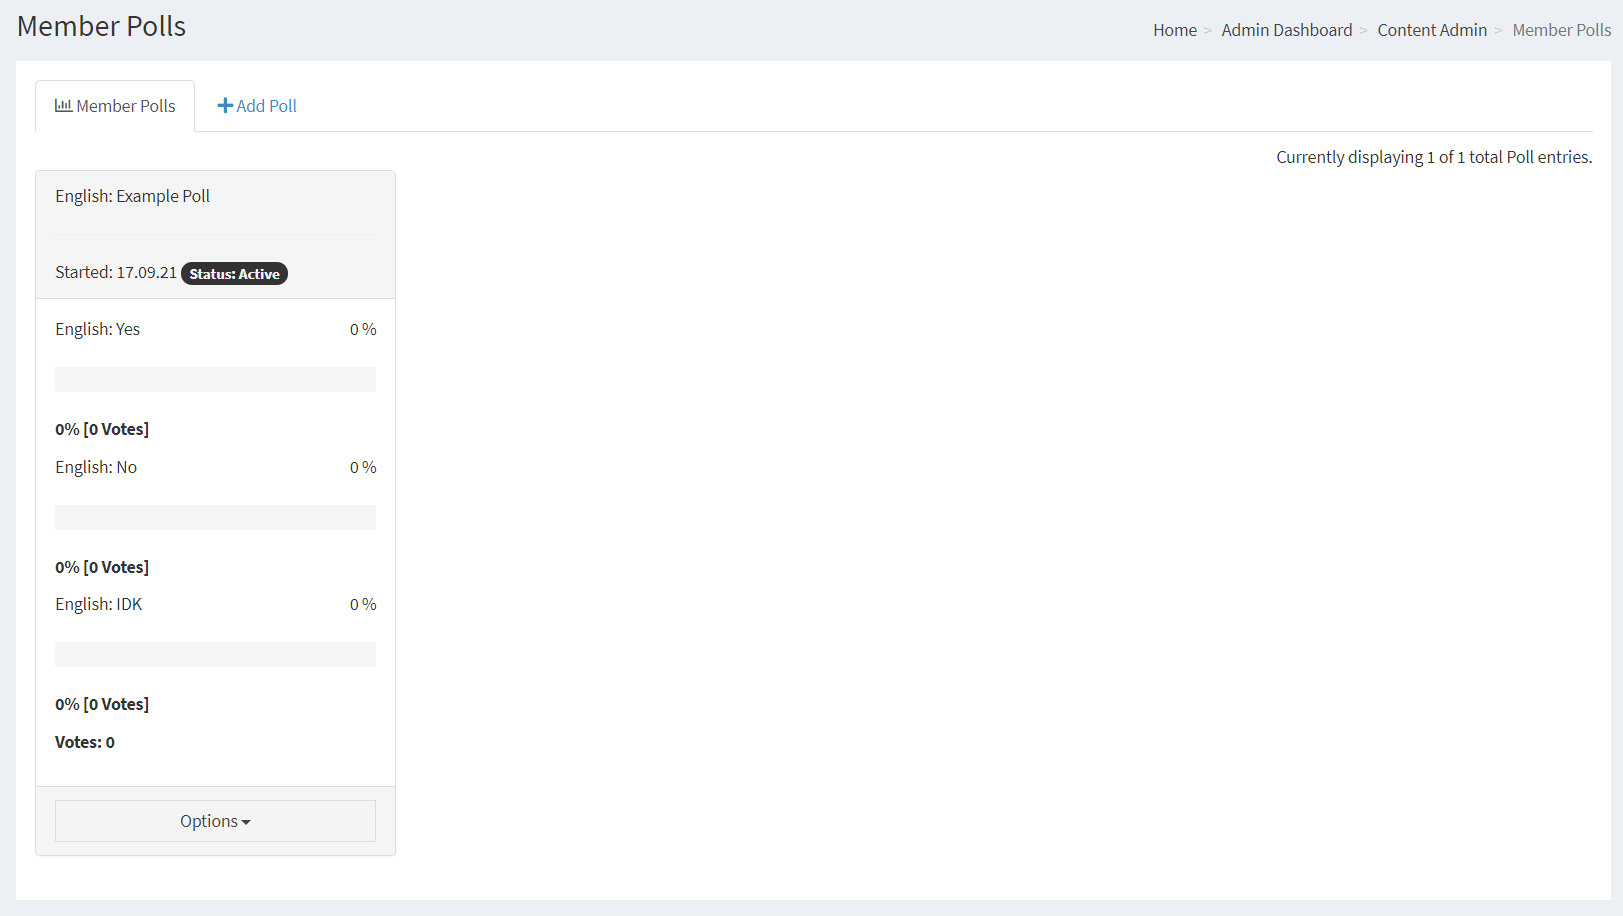 Member Polls
Home > Admin Dashboard > Content Admin > Member Polls
Member Polls
Add Poll
Currently displaying 1 of 1 total Poll entries.
English: Example Poll
Started: 17.09.21 Status: Active
English: Yes 0 %
0% [0 Votes]
English: No 0 %
0% [0 Votes]
English: IDK 0 %
0% [0 Votes]
Votes: 0
Options